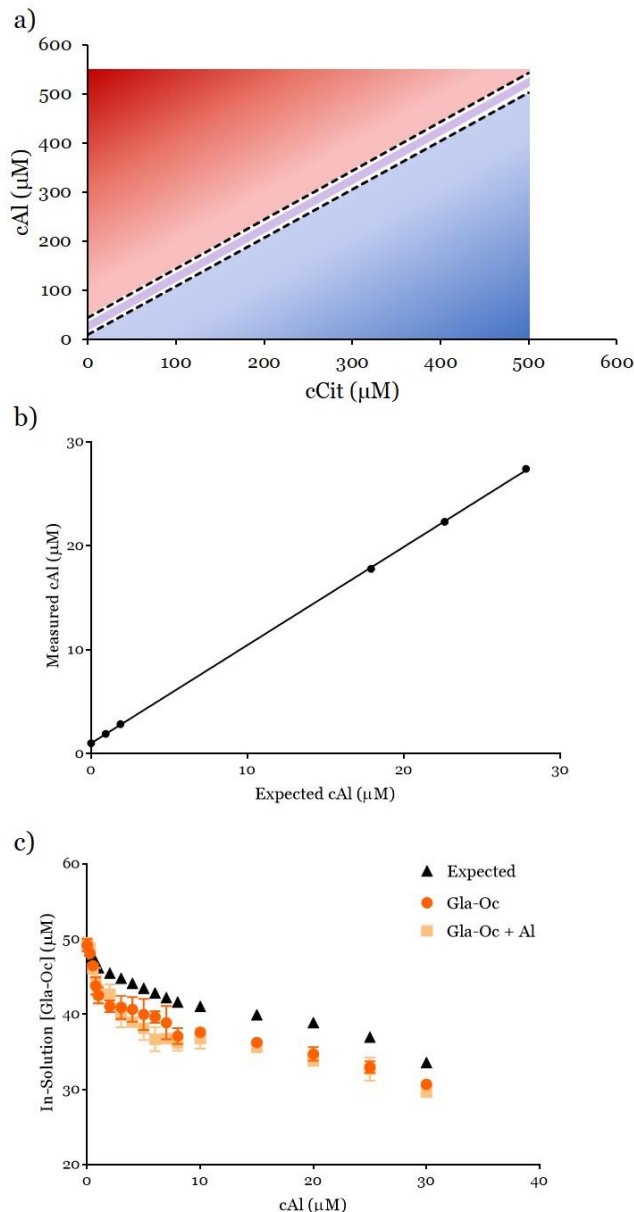 a)
600
500
400
300
200
100
0
cAl (μM)
0 100 200 300 400 500 600
cCit (μM)
b)
30
20
10
0
Measured cAl (μM)
0 10 20 30
Expected cAl (μM)
c)
60
50
40
30
20
In-Solution [Gla-Oc] (μM)
Expected
Gla-Oc
Gla-Oc + Al
0 10 20 30 40
cAl (μM)